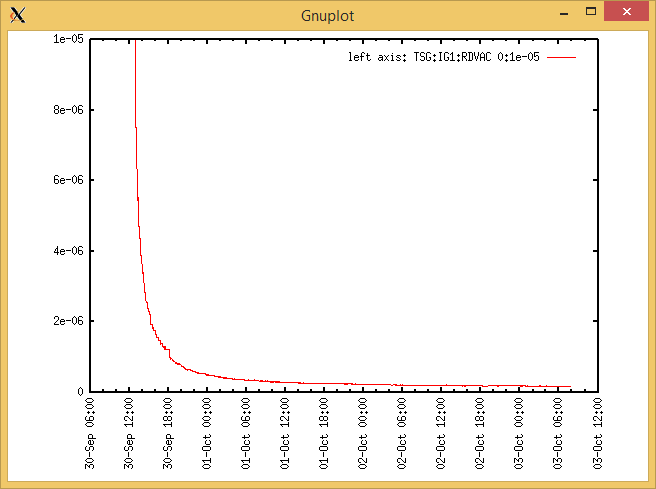 Gnuplot
left axis: TSG:IG1:RDVAC 0:1e-05
1e-05
8e-06
6e-06
4e-06
2e-06
0
30-Sep 06:00
30-Sep 12:00
30-Sep 18:00
01-Oct 00:00
01-Oct 06:00
01-Oct 12:00
01-Oct 18:00
02-Oct 00:00
02-Oct 06:00
02-Oct 12:00
02-Oct 18:00
03-Oct 00:00
03-Oct 06:00
03-Oct 12:00